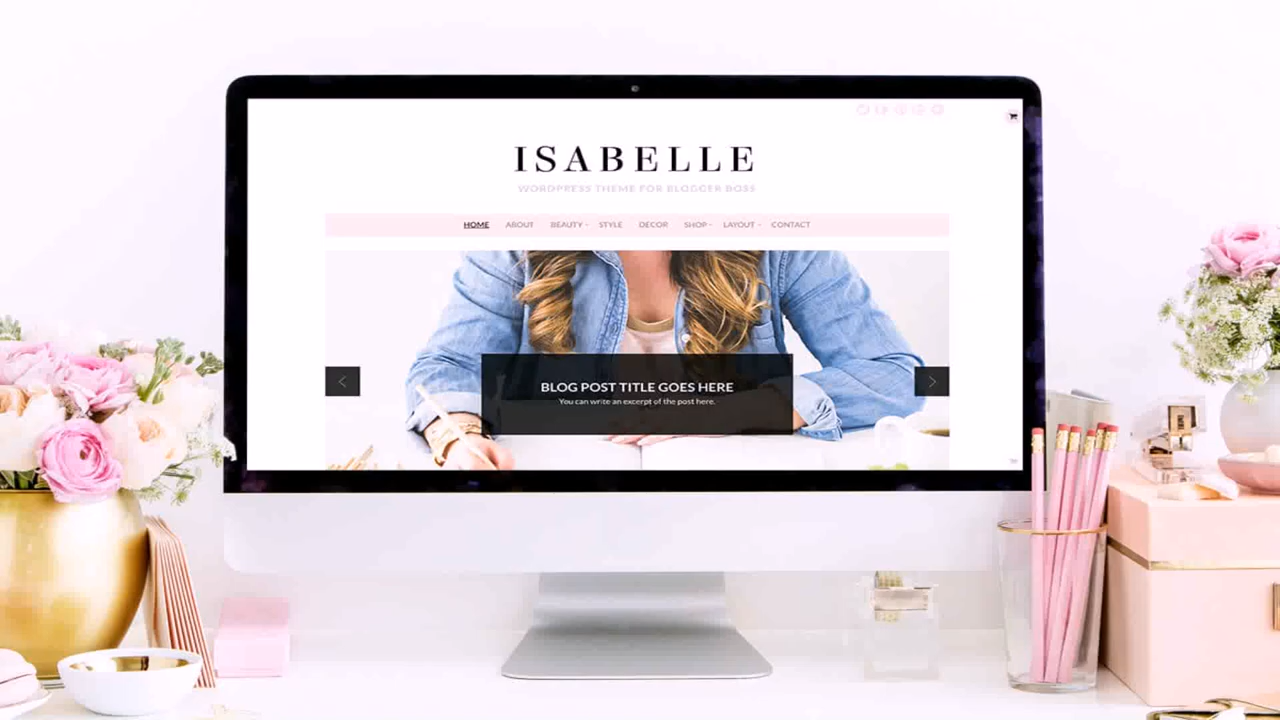 ISABELLE
WORDPRESS THEME FOR BLOGGER BOSS
HOME ABOUT BEAUTY STYLE DECOR SHOP LAYOUT CONTACT
BLOG POST TITLE GOES HERE
You can write an excerpt of the post here.